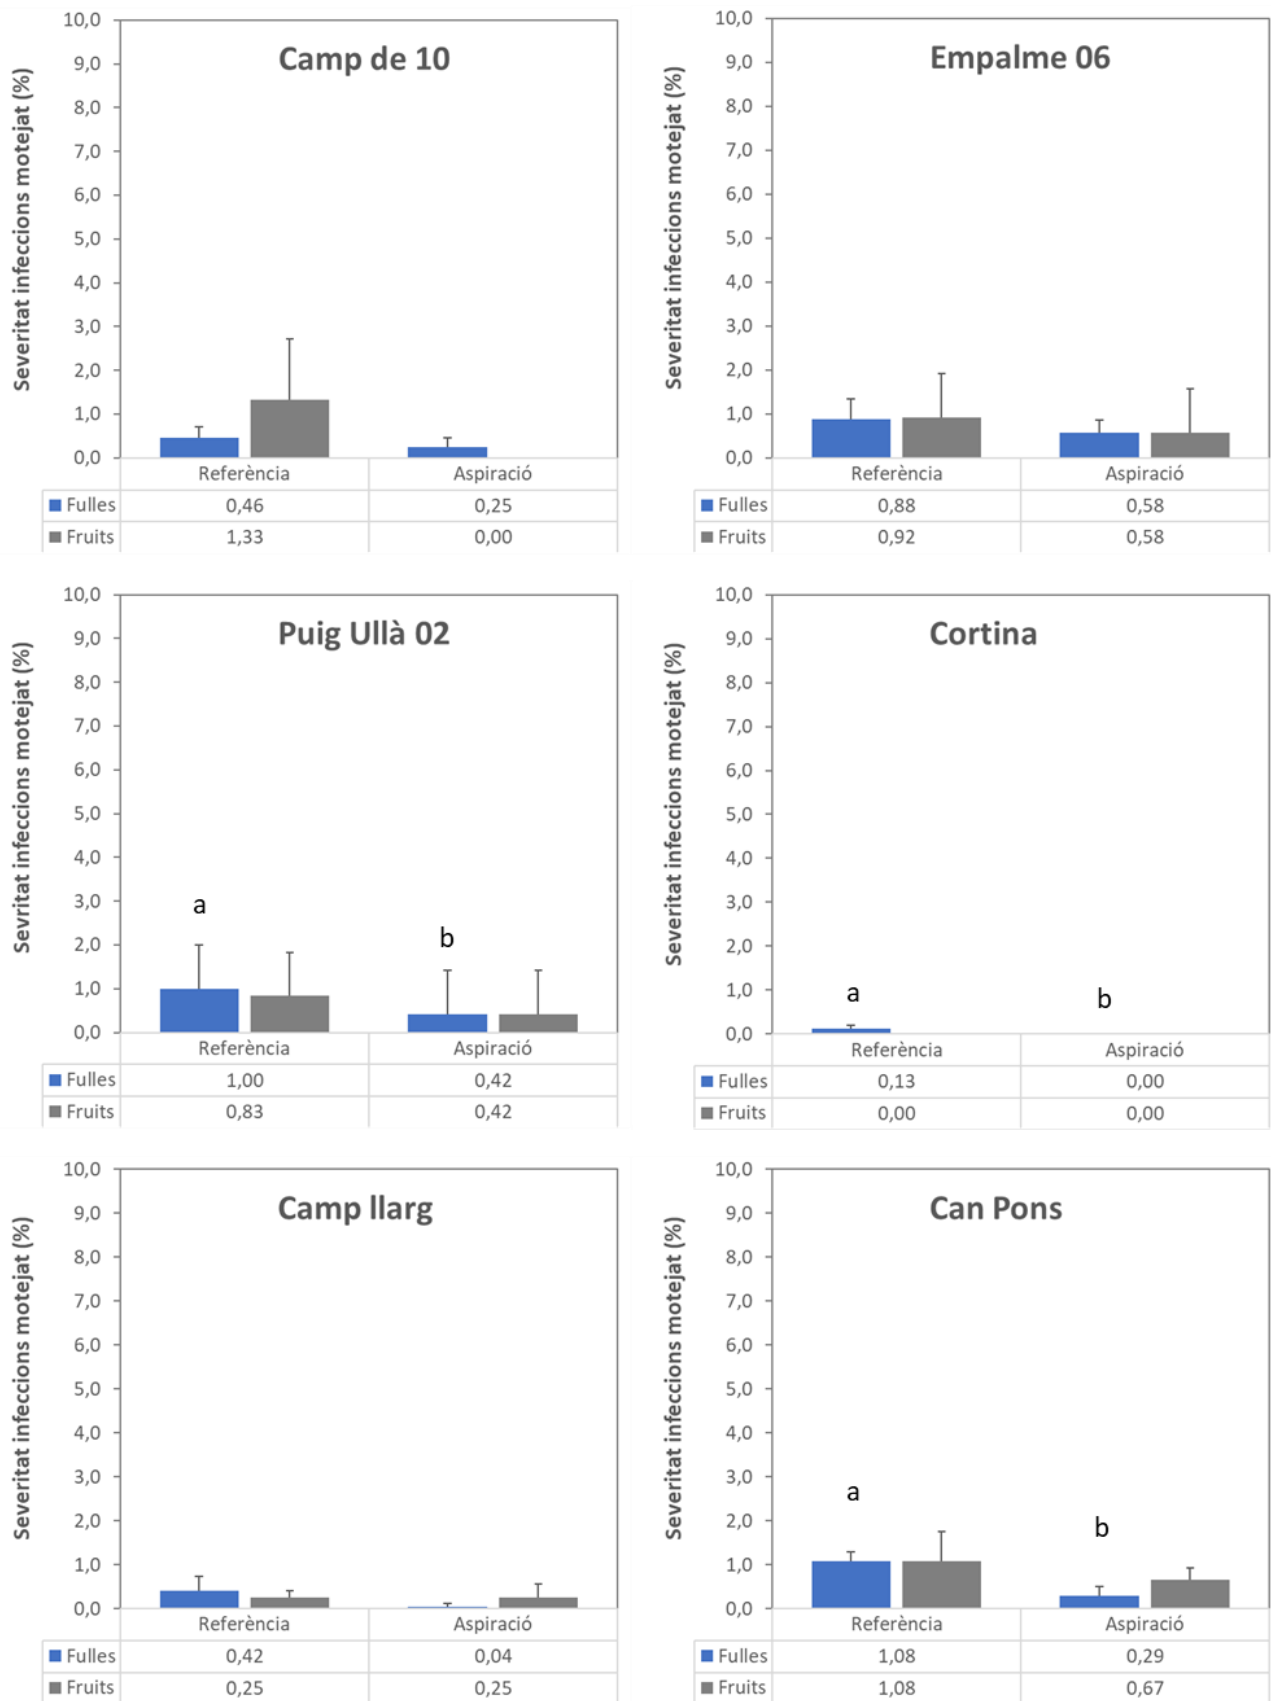 Camp de 10
Severitat infeccions motejat (%)
10,0
9,0
8,0
7,0
6,0
5,0
4,0
3,0
2,0
1,0
0,0
Referència Aspiració
Fulles 0,46 0,25
Fruits 1,33 0,00
Empalme 06
Severitat infeccions motejat (%)
10,0
9,0
8,0
7,0
6,0
5,0
4,0
3,0
2,0
1,0
0,0
Referència Aspiració
Fulles 0,88 0,58
Fruits 0,92 0,58
Puig Ullà 02
Sevritat infeccions motejat (%)
10,0
9,0
8,0
7,0
6,0
5,0
4,0
3,0
2,0
1,0
0,0
a
b
Referència Aspiració
Fulles 1,00 0,42
Fruits 0,83 0,42
Cortina
Severitat infeccions motejat (%)
10,0
9,0
8,0
7,0
6,0
5,0
4,0
3,0
2,0
1,0
0,0
a
b
Referència Aspiració
Fulles 0,13 0,00
Fruits 0,00 0,00
Camp llarg
Severitat infeccions motejat (%)
10,0
9,0
8,0
7,0
6,0
5,0
4,0
3,0
2,0
1,0
0,0
Referència Aspiració
Fulles 0,42 0,04
Fruits 0,25 0,25
Can Pons
Severitat infeccions motejat (%)
10,0
9,0
8,0
7,0
6,0
5,0
4,0
3,0
2,0
1,0
0,0
a
b
Referència Aspiració
Fulles 1,08 0,29
Fruits 1,08 0,67